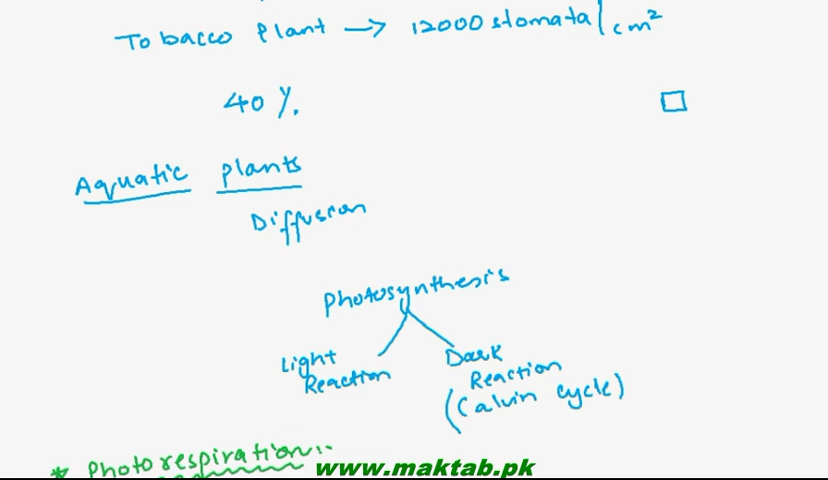 Tobacco Plant → 12000 stomata/cm²
40 %.
Aquatic plants
Diffusion
Photosynthesis
Light Reaction
Dark Reaction
(Calvin cycle)
* Photorespiration:-
www.maktab.pk